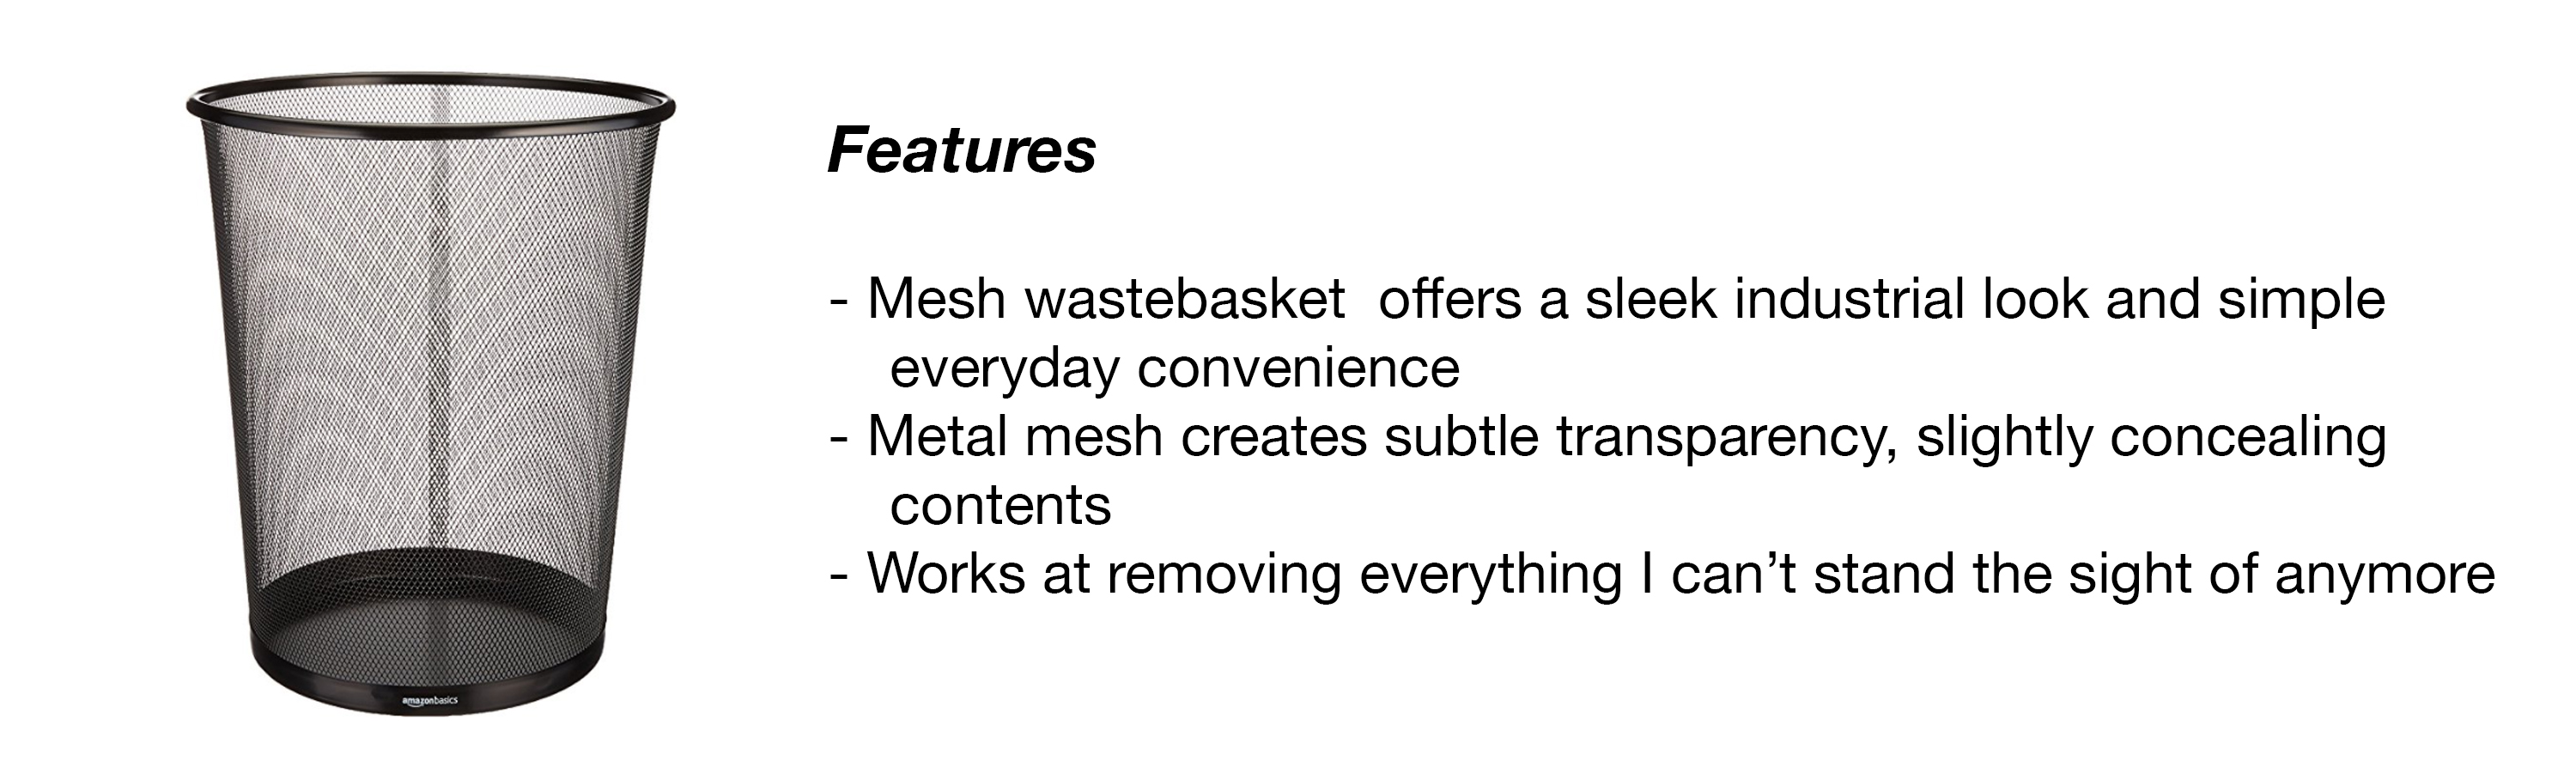 Features
- Mesh wastebasket  offers a sleek industrial look and simple
everyday convenience
- Metal mesh creates subtle transparency, slightly concealing
contents
- Works at removing everything I can’t stand the sight of anymore
amazonbasics